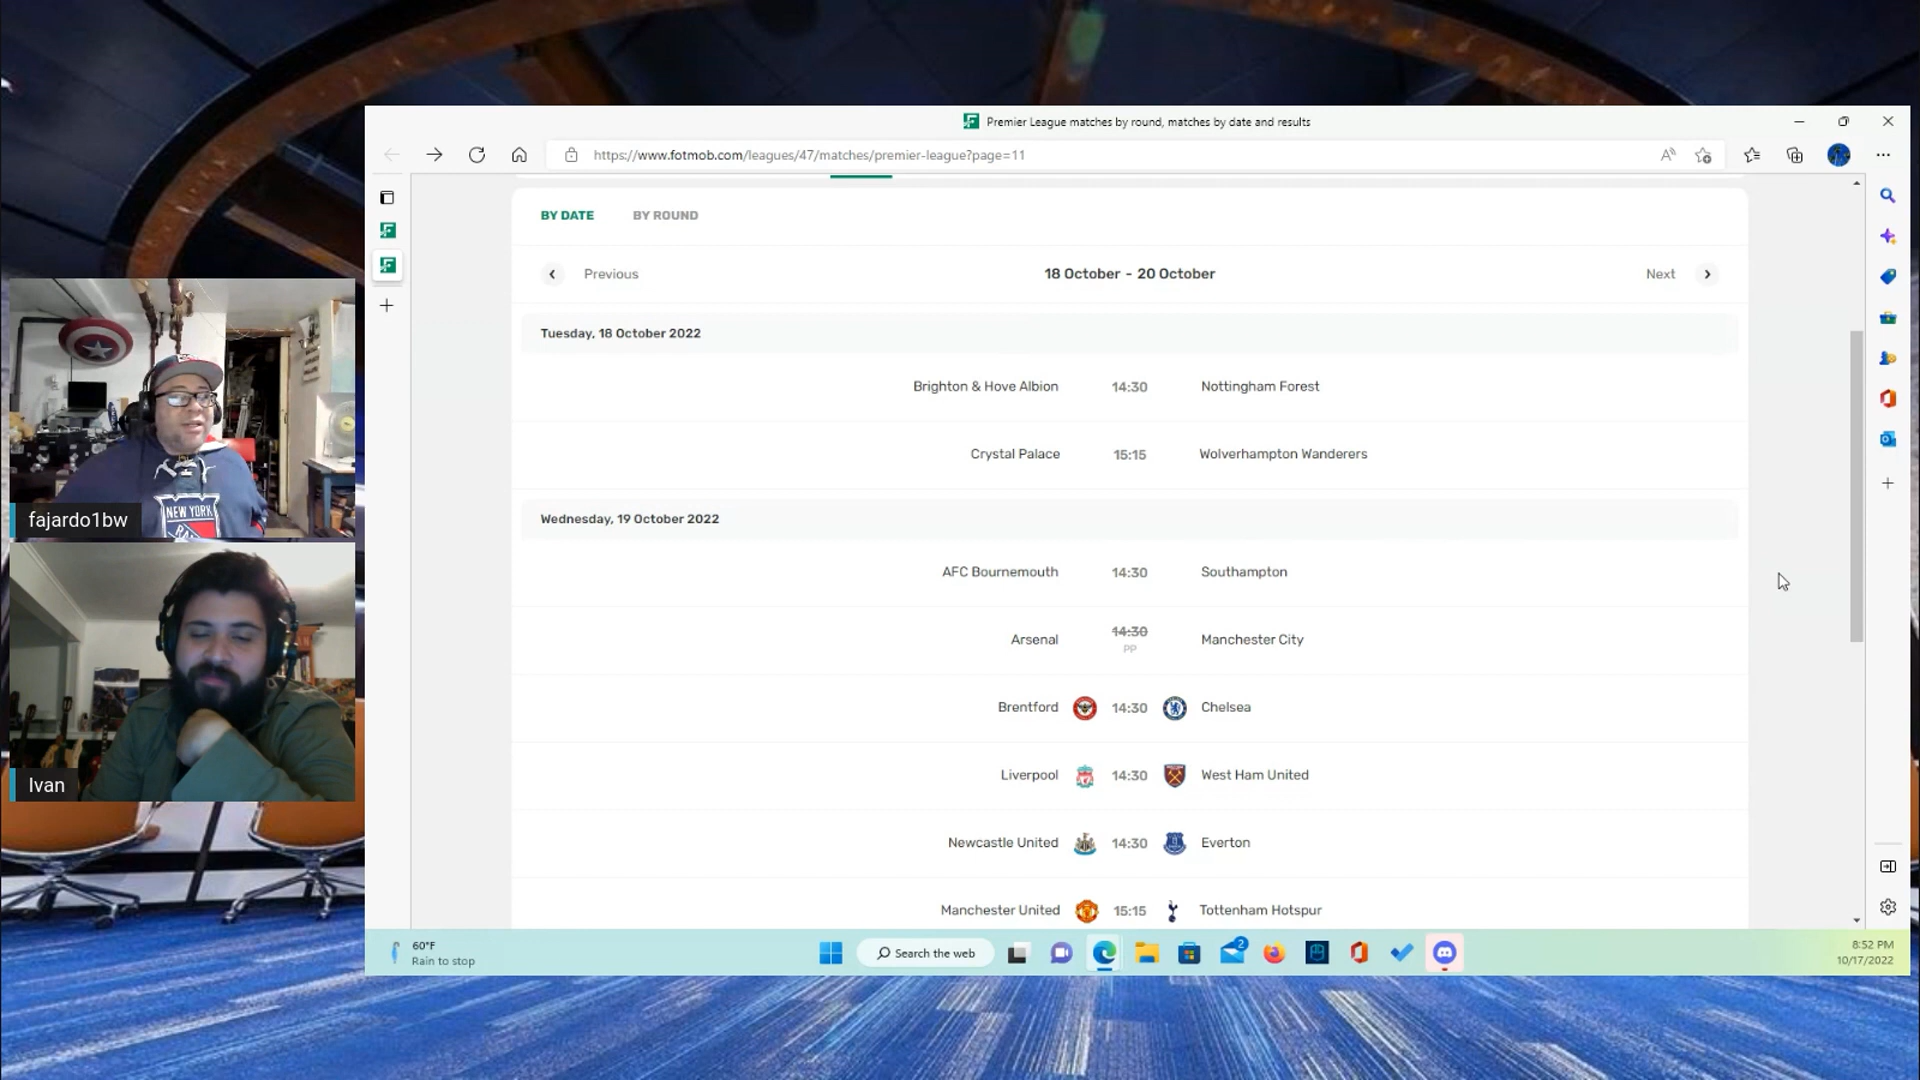 Premier League matches by round, matches by date and results
https://www.fotmob.com/leagues/47/matches/premier-league?page=11
BY DATE BY ROUND
Previous 18 October - 20 October Next
Tuesday, 18 October 2022
Brighton & Hove Albion 14:30 Nottingham Forest
Crystal Palace 15:15 Wolverhampton Wanderers
Wednesday, 19 October 2022
AFC Bournemouth 14:30 Southampton
Arsenal 14:30 Manchester City
PP
Brentford 14:30 Chelsea
Liverpool 14:30 West Ham United
Newcastle United 14:30 Everton
Manchester United 15:15 Tottenham Hotspur
fajardo1bw
NEW YORK
Ivan
60°F
Rain to stop
Search the web
2
8:52 PM
10/17/2022